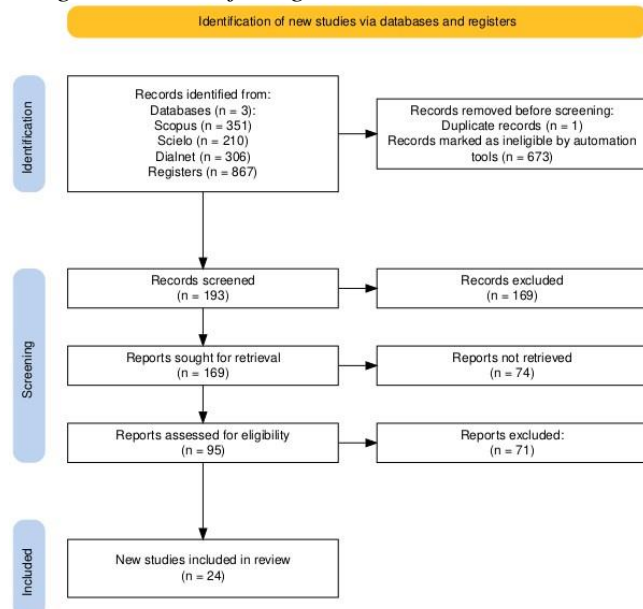 Identification of new studies via databases and registers
Identification
Records identified from:
Databases (n = 3):
Scopus (n = 351)
Scielo (n = 210)
Dialnet (n = 306)
Registers (n = 867)
Records removed before screening:
Duplicate records (n = 1)
Records marked as ineligible by automation
tools (n = 673)
Screening
Records screened
(n = 193)
Records excluded
(n = 169)
Reports sought for retrieval
(n = 169)
Reports not retrieved
(n = 74)
Reports assessed for eligibility
(n = 95)
Reports excluded:
(n = 71)
Included
New studies included in review
(n = 24)